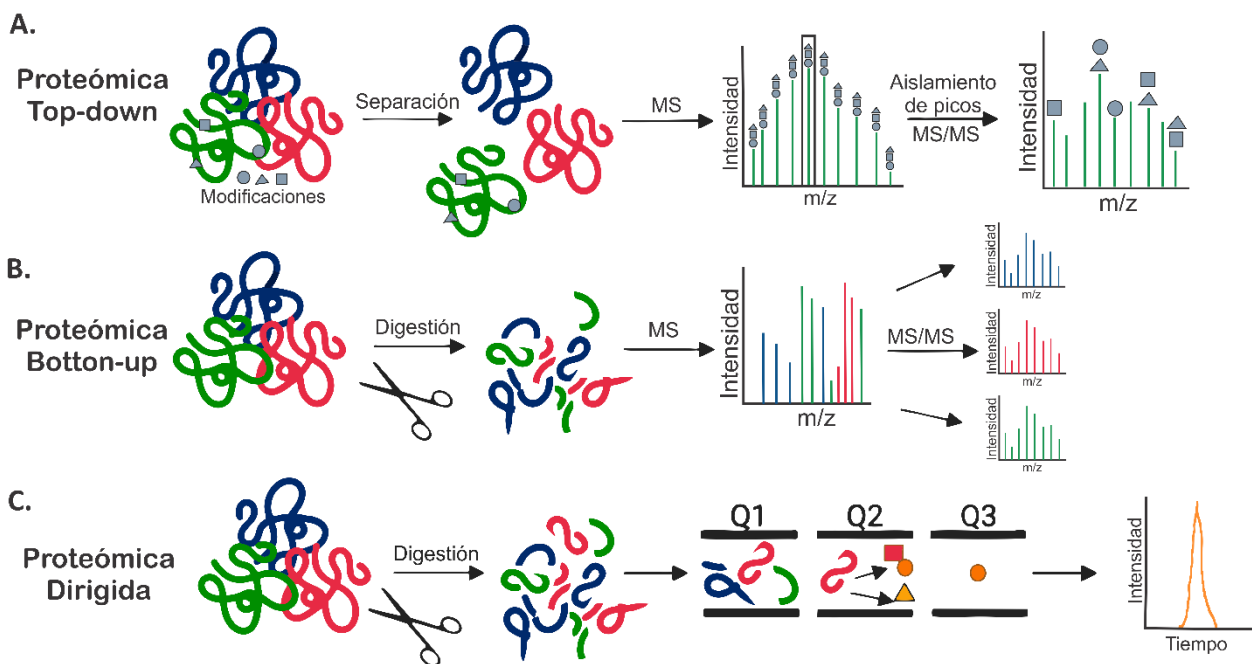 A.
Proteómica
Top-down
Modificaciones
Separación
MS
Intensidad
m/z
Aislamiento
de picos
MS/MS
Intensidad
m/z
B.
Proteómica
Botton-up
Digestión
MS
Intensidad
m/z
MS/MS
Intensidad
m/z
Intensidad
m/z
Intensidad
m/z
C.
Proteómica
Dirigida
Digestión
Q1
Q2
Q3
Intensidad
Tiempo